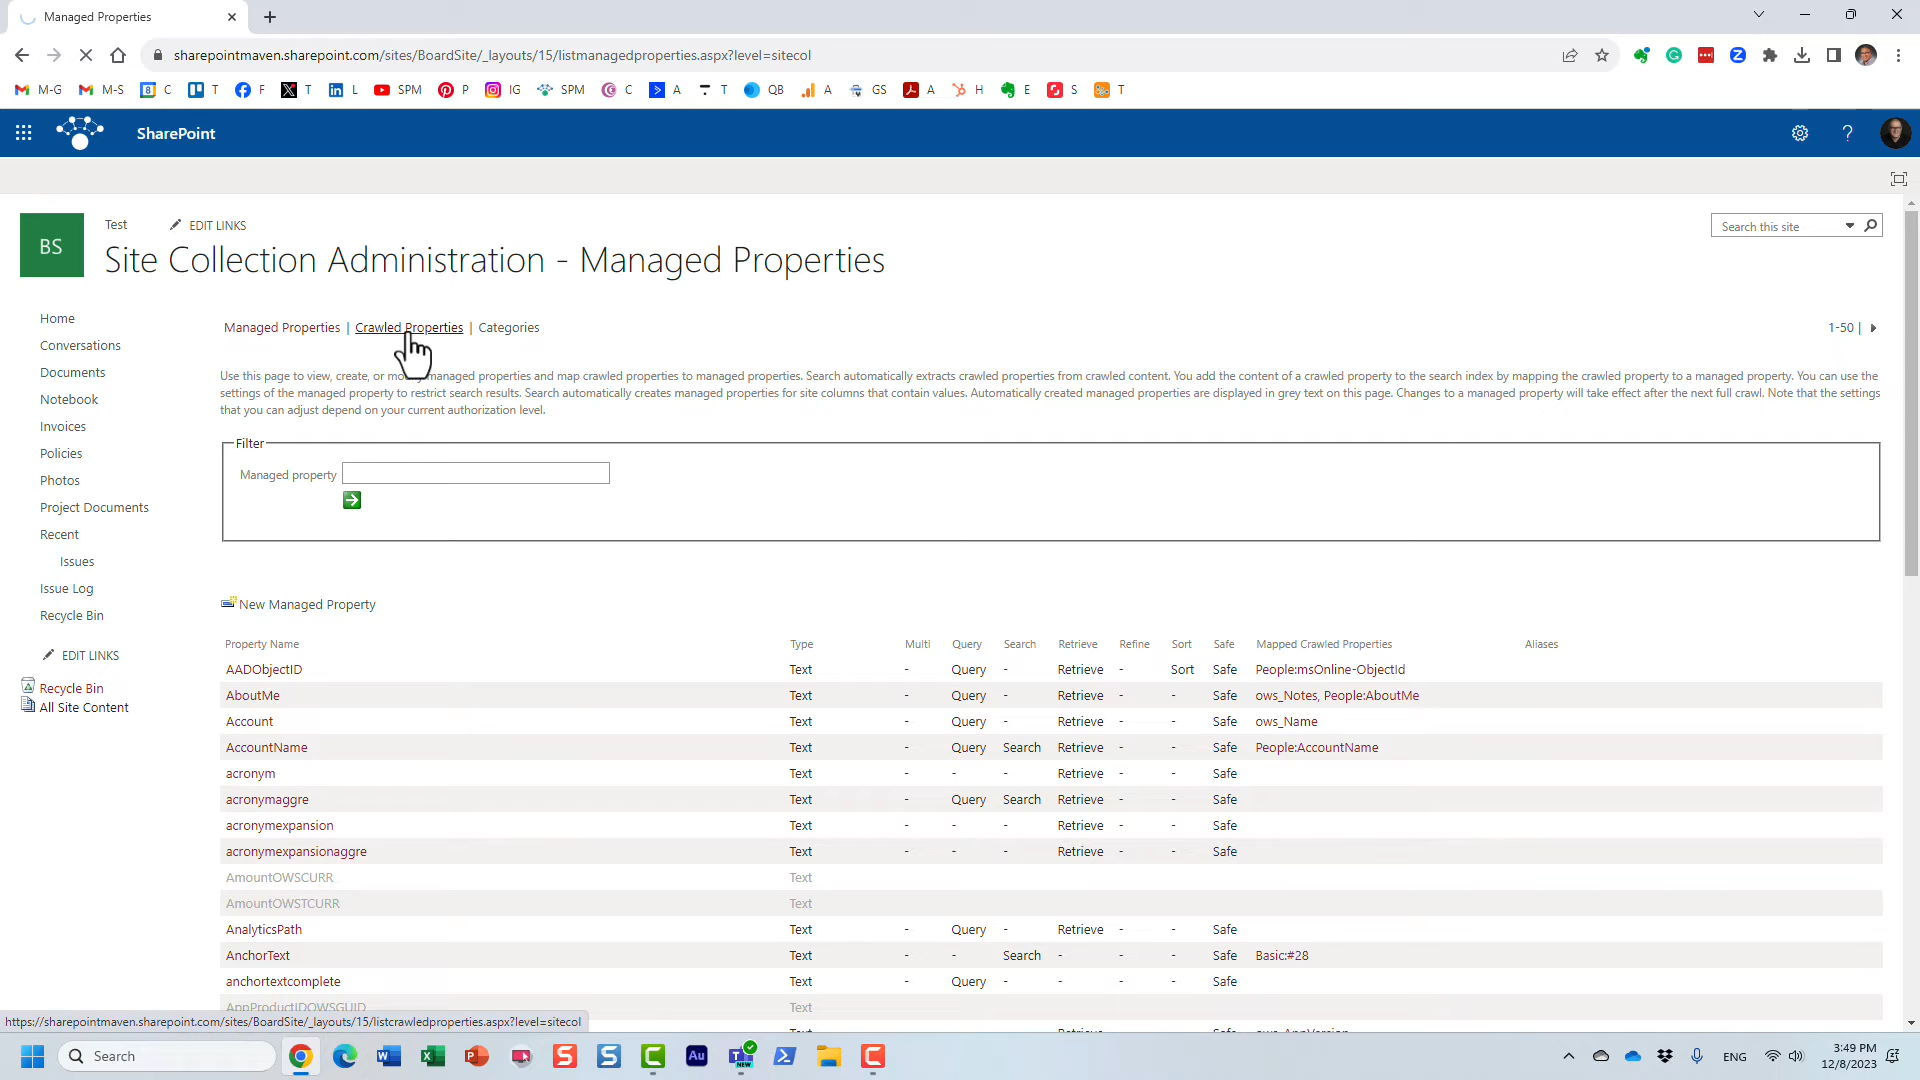 Managed Properties
sharepointmaven.sharepoint.com/sites/BoardSite/_layouts/15/listmanagedproperties.aspx?level=sitecol
M-G M-S C T F T L SPM P IG SPM C A T QB A GS A H E S T
SharePoint
BS
Test EDIT LINKS
Search this site
Site Collection Administration - Managed Properties
Home
Conversations
Documents
Notebook
Invoices
Policies
Photos
Project Documents
Recent
Issues
Issue Log
Recycle Bin
EDIT LINKS
Recycle Bin
All Site Content
Managed Properties | Crawled Properties | Categories
1-50 |
Use this page to view, create, or managed properties and map crawled properties to managed properties. Search automatically extracts crawled properties from crawled content. You add the content of a crawled property to the search index by mapping the crawled property to a managed property. You can use the
settings of the managed property to restrict search results. Search automatically creates managed properties for site columns that contain values. Automatically created managed properties are displayed in grey text on this page. Changes to a managed property will take effect after the next full crawl. Note that the settings
that you can adjust depend on your current authorization level.
Filter
Managed property
New Managed Property
Property Name Type Multi Query Search Retrieve Refine Sort Safe Mapped Crawled Properties Aliases
AADObjectID Text - Query - Retrieve - Sort Safe People:msOnline-ObjectId
AboutMe Text - Query - Retrieve - - Safe ows_Notes, People:AboutMe
Account Text - Query - Retrieve - - Safe ows_Name
AccountName Text - Query Search Retrieve - - Safe People:AccountName
acronym Text - - - Retrieve - - Safe
acronymaggre Text - Query Search Retrieve - - Safe
acronymexpansion Text - - - Retrieve - - Safe
acronymexpansionaggre Text - - - Retrieve - - Safe
AmountOWSCURR Text
AmountOWSTCURR Text
AnalyticsPath Text - Query - Retrieve - - Safe
AnchorText Text - - Search - - - Safe Basic:#28
anchortextcomplete Text - Query - - - - Safe
AppProductIDOWSGUID Text
https://sharepointmaven.sharepoint.com/sites/BoardSite/_layouts/15/listcrawledproperties.aspx?level=sitecol
Search
ENG
3:49 PM
12/8/2023